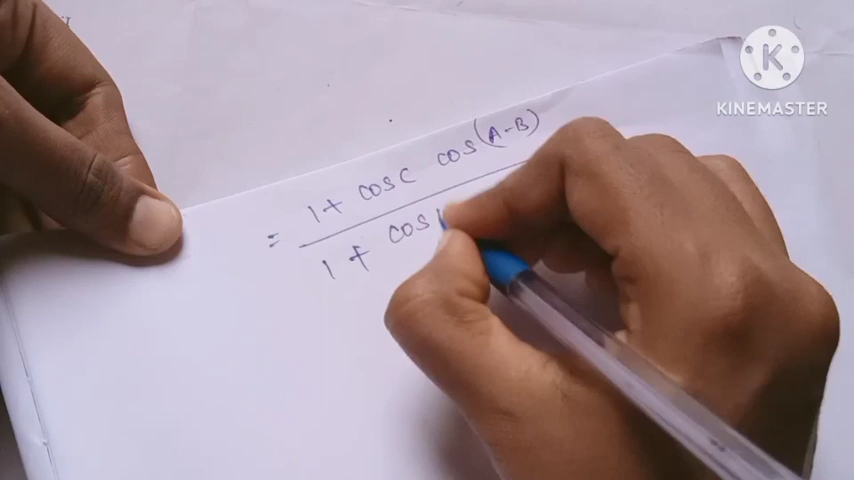 KINEMASTER
1+ cosC cos(A-B)
=
1+ cos